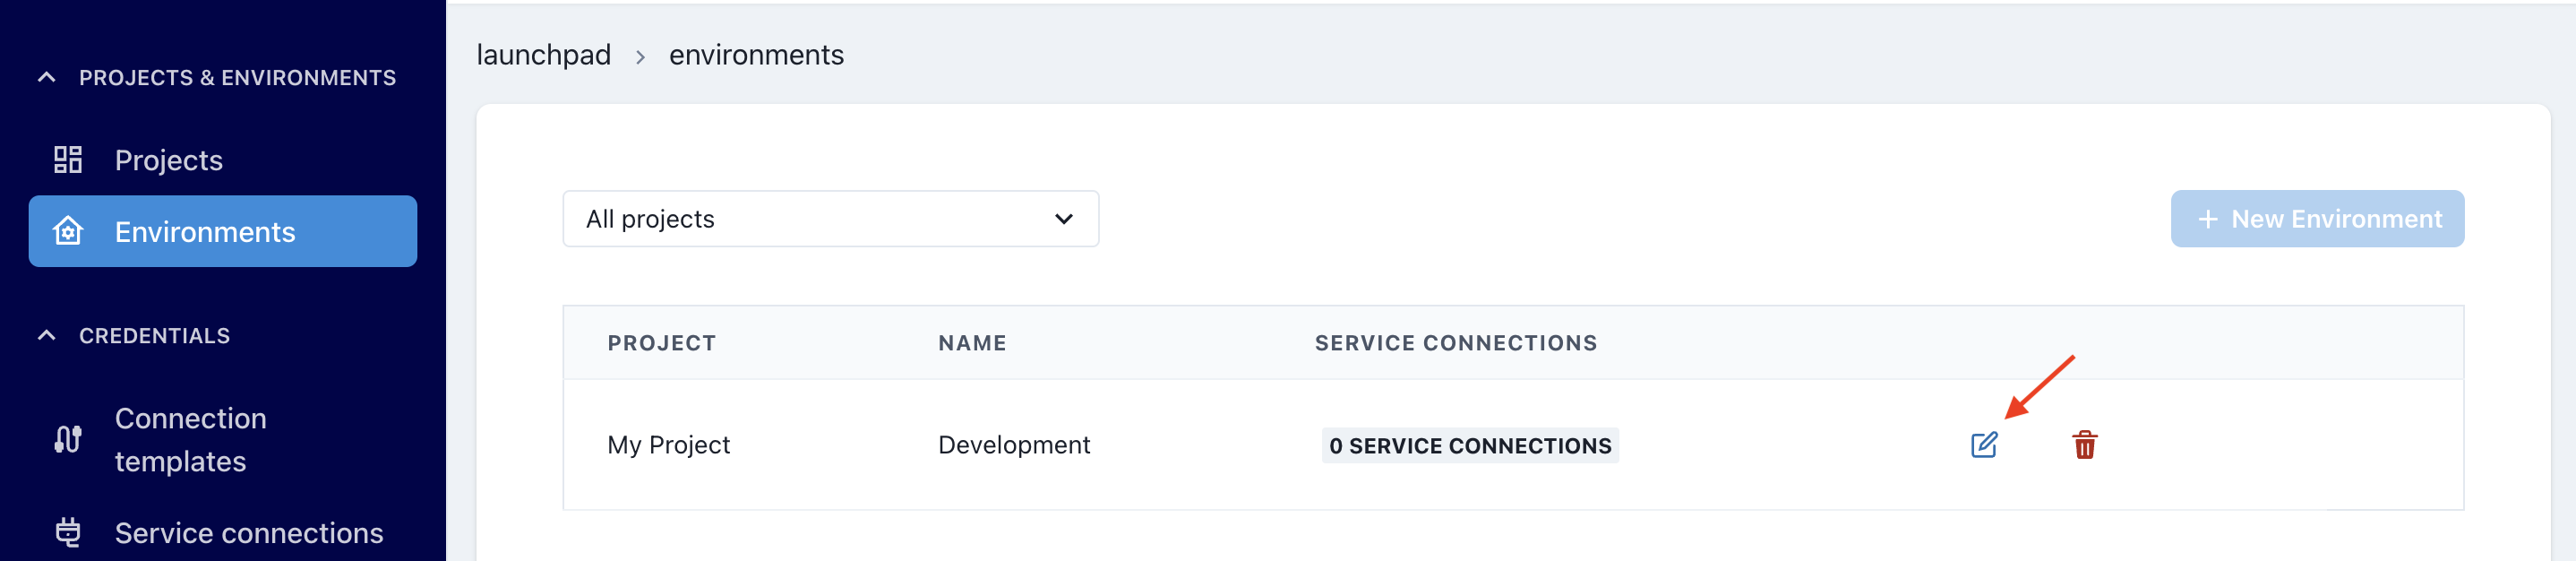 PROJECTS & ENVIRONMENTS
Projects
Environments
CREDENTIALS
Connection
templates
Service connections
launchpad > environments
All projects
+ New Environment
PROJECT NAME SERVICE CONNECTIONS
My Project Development 0 SERVICE CONNECTIONS